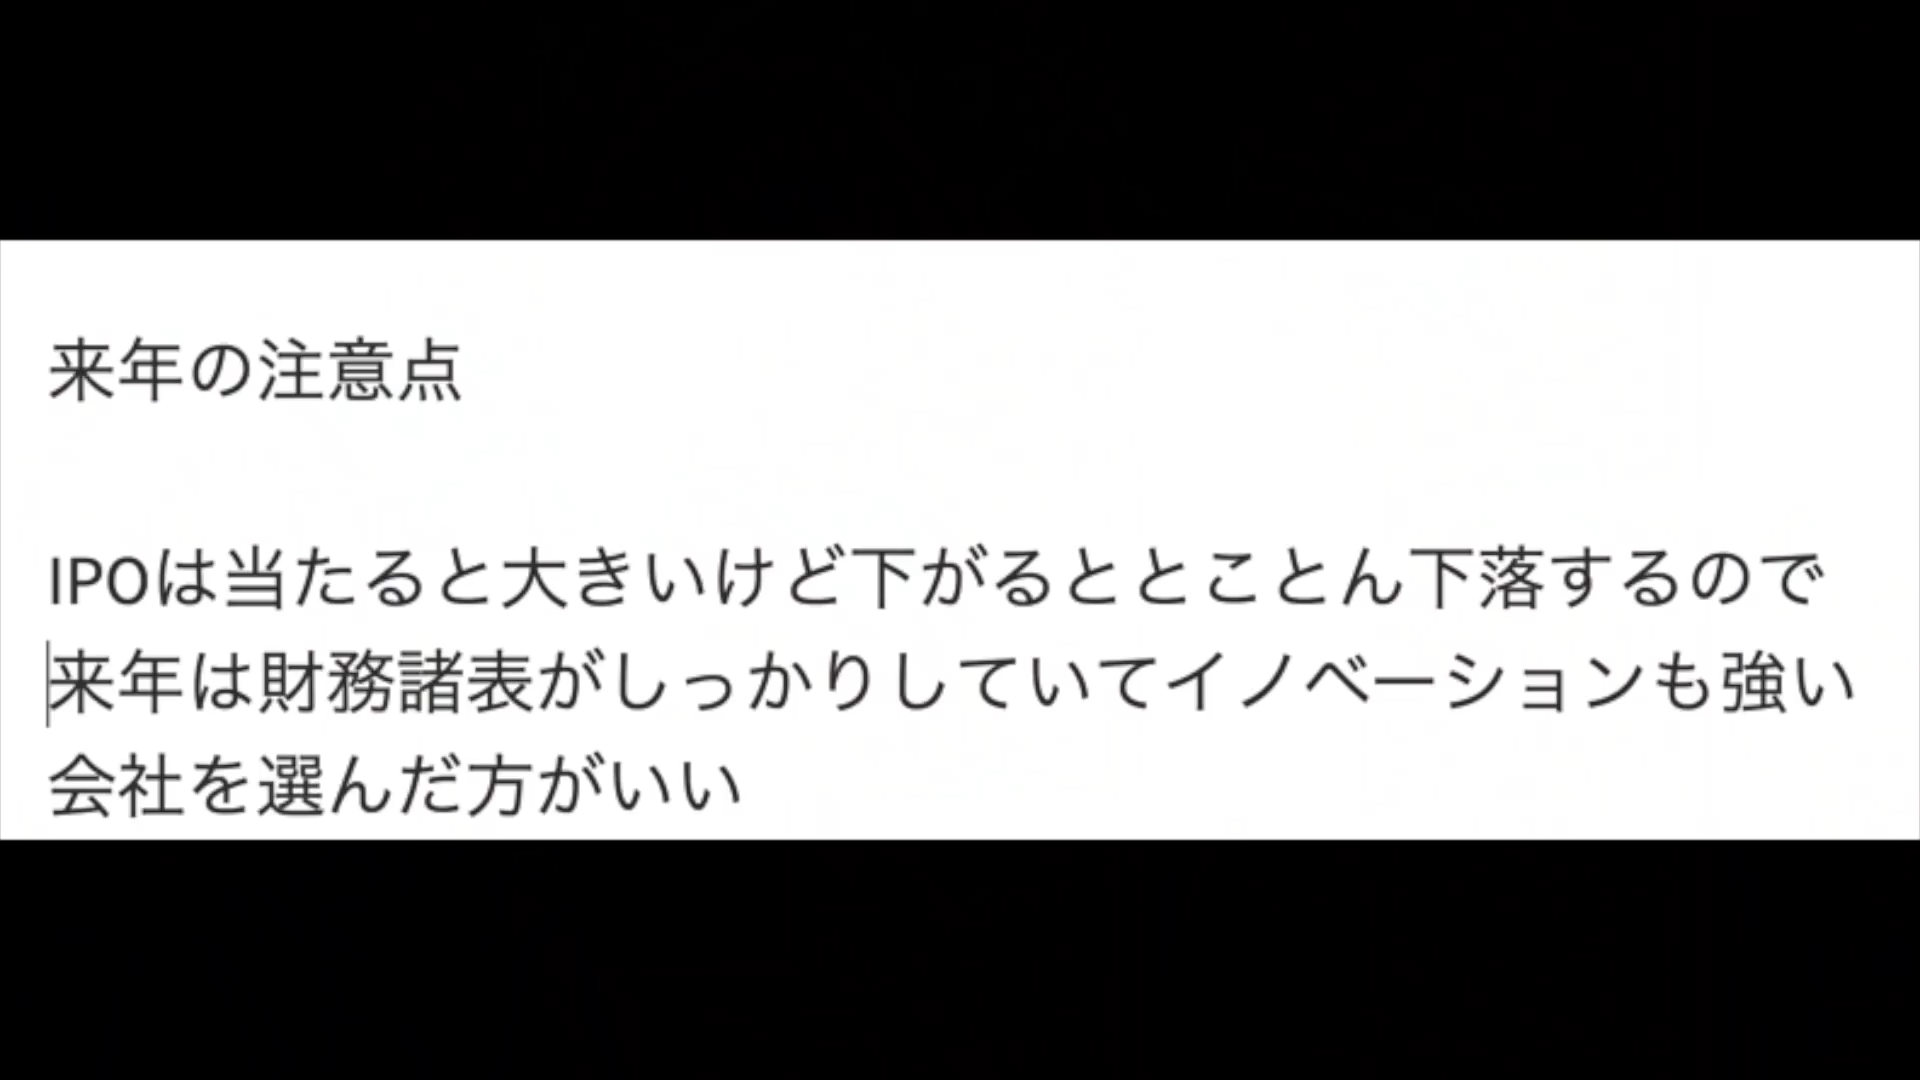 来年の注意点
IPOは当たると大きいけど下がるととことん下落するので
来年は財務諸表がしっかりしていてイノベーションも強い
会社を選んだ方がいい